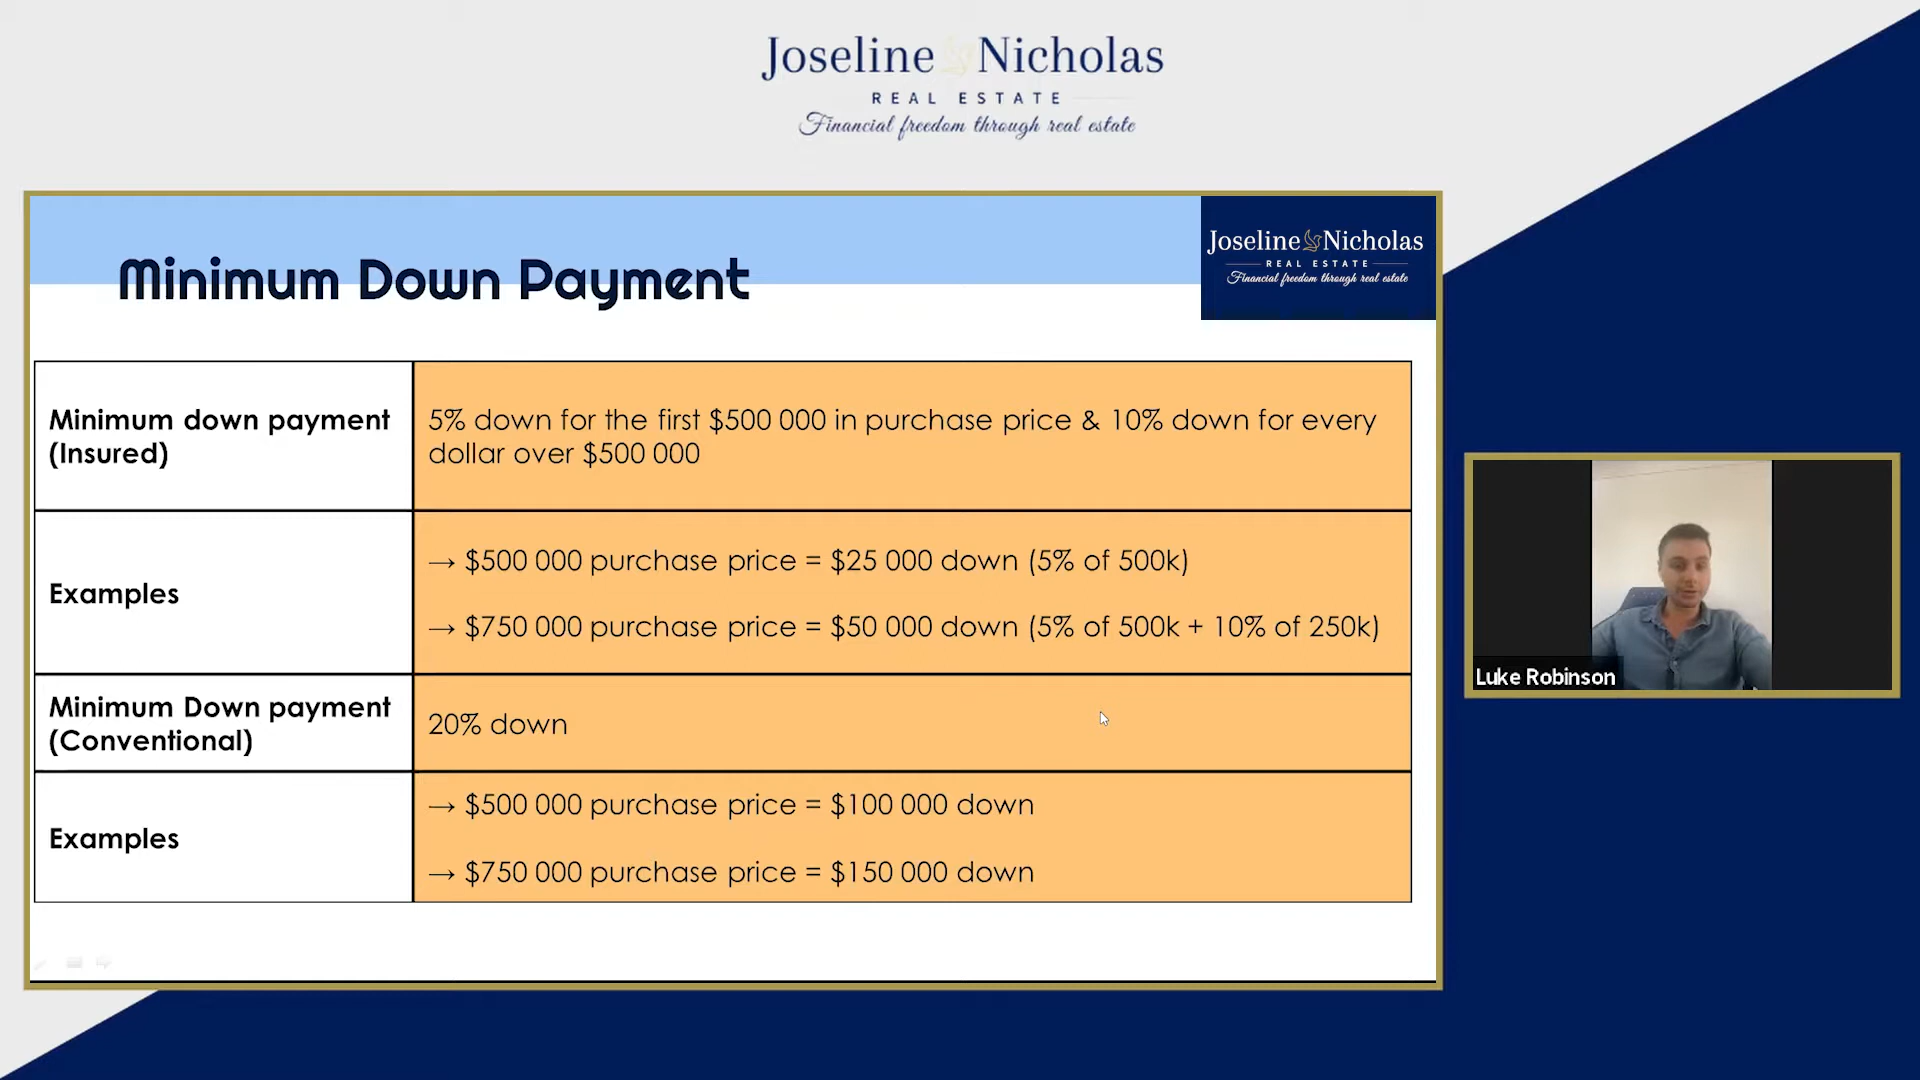 Joseline Nicholas
REAL ESTATE
Financial freedom through real estate
Minimum Down Payment
Joseline Nicholas
REAL ESTATE
Financial freedom through real estate
Minimum down payment
(Insured)
5% down for the first $500 000 in purchase price & 10% down for every
dollar over $500 000
Examples
→ $500 000 purchase price = $25 000 down (5% of 500k)
→ $750 000 purchase price = $50 000 down (5% of 500k + 10% of 250k)
Minimum Down payment
(Conventional)
20% down
Examples
→ $500 000 purchase price = $100 000 down
→ $750 000 purchase price = $150 000 down
Luke Robinson